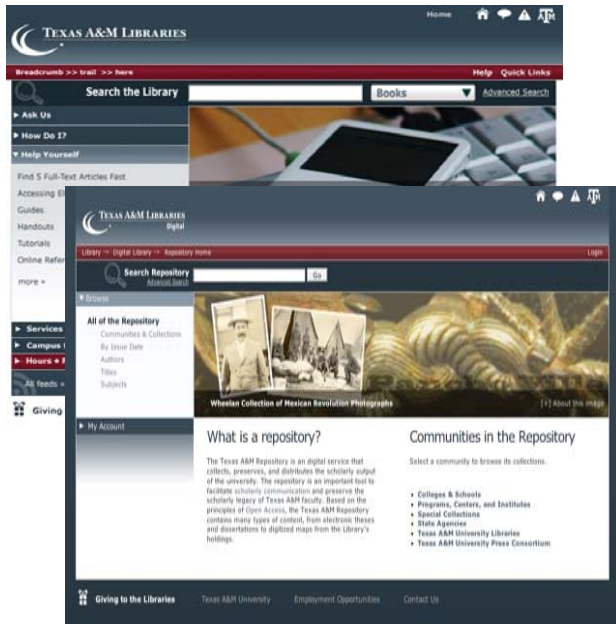 Home
TEXAS A&M LIBRARIES
Breadcrumb >> trail >> here
Help Quick Links
Search the Library
Books
Advanced Search
Ask Us
How Do I?
Help Yourself
Find 5 Full-Text Articles Fast
Accessing
Guides
Handouts
Tutorials
Online
more »
Services
Campus
Hours
All feeds
Giving
TEXAS A&M LIBRARIES
Digital
Library → Digital Library → Repository Home
Login
Search Repository
Go
Advanced Search
Browse
All of the Repository
Communities & Collections
By Issue Date
Authors
Titles
Subjects
My Account
Wheelan Collection of Mexican Revolution Photographs
[+] About this image
What is a repository?
The Texas A&M Repository is an digital service that
collects, preserves, and distributes the scholarly output
of the university. The repository is an important tool to
facilitate scholarly communication and preserve the
scholarly legacy of Texas A&M faculty. Based on the
principles of Open Access, the Texas A&M Repository
contains many types of content, from electronic theses
and dissertations to digitized maps from the Library's
holdings.
Communities in the Repository
Select a community to browse its collections.
• Colleges & Schools
• Programs, Centers, and Institutes
• Special Collections
• State Agencies
• Texas A&M University Libraries
• Texas A&M University Press Consortium
Giving to the Libraries
Texas A&M University
Employment Opportunities
Contact Us